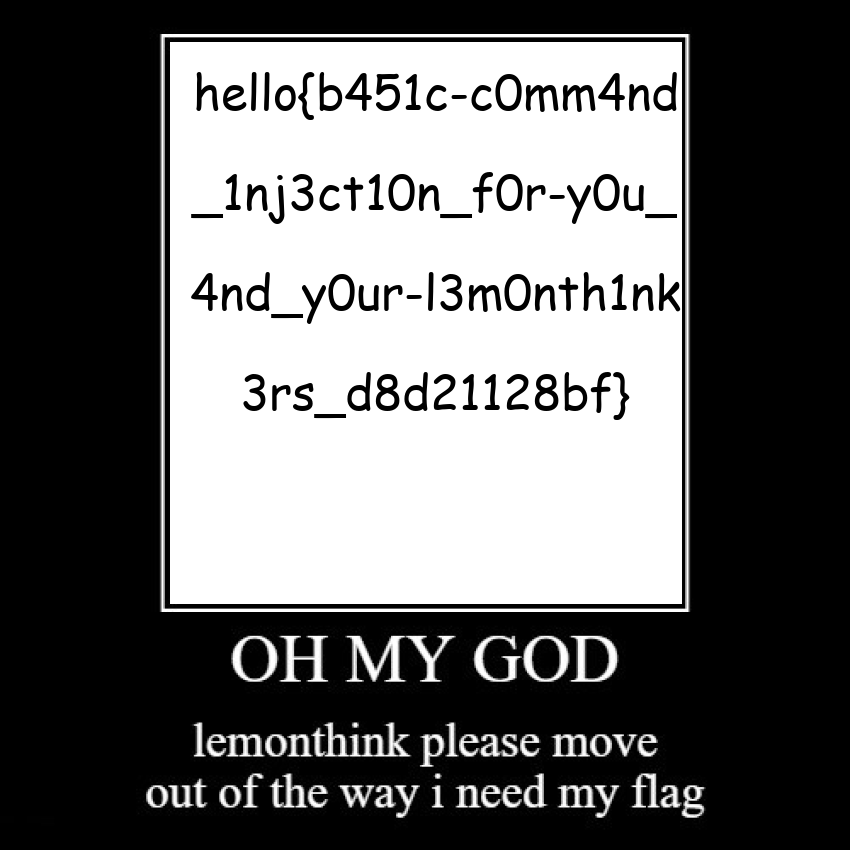 hello{b451c-c0mm4nd
_1nj3ct10n_f0r-y0u_
4nd_y0ur-l3m0nth1nk
3rs_d8d21128bf}
OH MY GOD
lemonthink please move
out of the way i need my flag